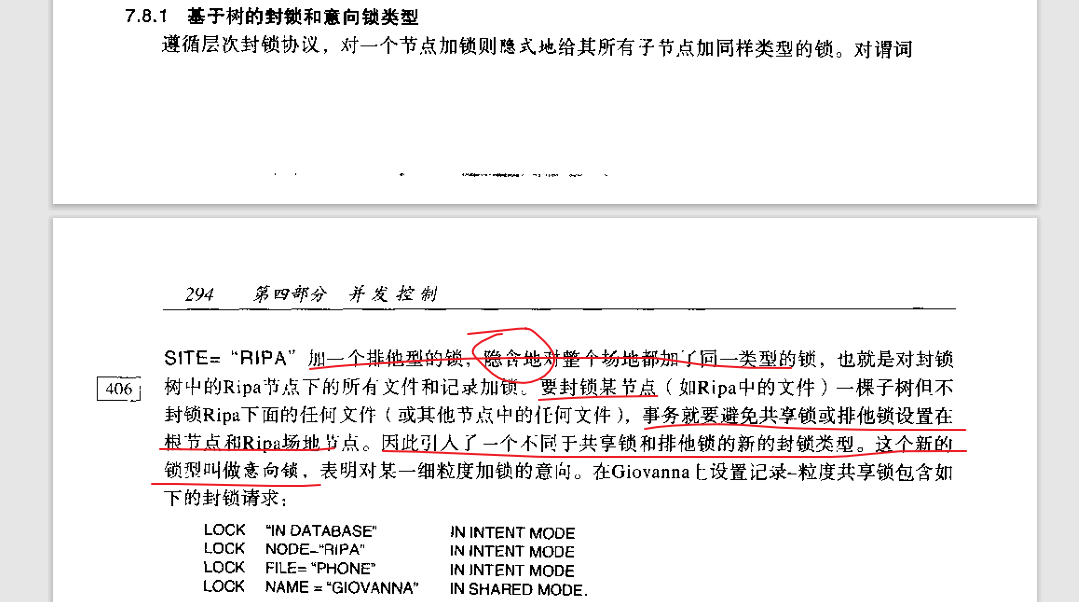 7.8.1 基于树的封锁和意向锁类型
遵循层次封锁协议，对一个节点加锁则隐式地给其所有子节点加同样类型的锁。对谓词
294 第四部分 并发控制
SITE= “RIPA” 加一个排他型的锁，隐含地对整个场地都加了同一类型的锁，也就是对封锁
406
树中的Ripa节点下的所有文件和记录加锁。要封锁某节点（如Ripa中的文件）一棵子树但不
封锁Ripa下面的任何文件（或其他节点中的任何文件），事务就要避免共享锁或排他锁设置在
根节点和Ripa场地节点。因此引入了一个不同于共享锁和排他锁的新的封锁类型。这个新的
锁型叫做意向锁，表明对某一细粒度加锁的意向。在Giovanna上设置记录–粒度共享锁包含如
下的封锁请求：
LOCK “IN DATABASE” IN INTENT MODE
LOCK NODE=“RIPA” IN INTENT MODE
LOCK FILE= “PHONE” IN INTENT MODE
LOCK NAME = “GIOVANNA” IN SHARED MODE.